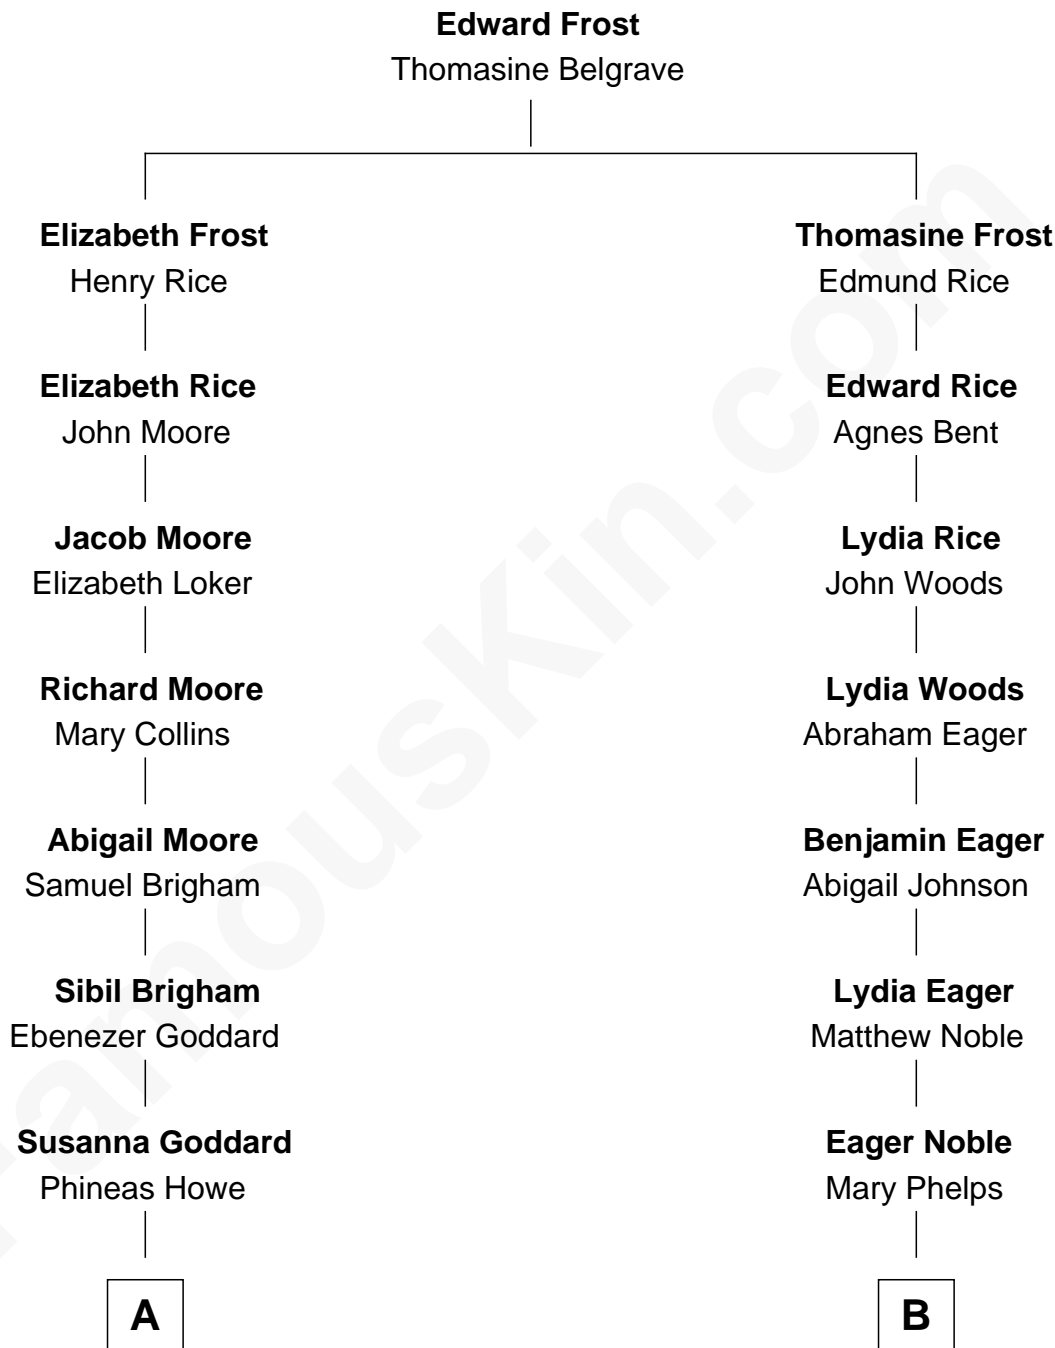 Edward Frost
Thomasine Belgrave
Elizabeth Frost
Henry Rice
Thomasine Frost
Edmund Rice
Elizabeth Rice
John Moore
Edward Rice
Agnes Bent
Jacob Moore
Elizabeth Loker
Lydia Rice
John Woods
Richard Moore
Mary Collins
Lydia Woods
Abraham Eager
Abigail Moore
Samuel Brigham
Benjamin Eager
Abigail Johnson
Sibil Brigham
Ebenezer Goddard
Lydia Eager
Matthew Noble
Susanna Goddard
Phineas Howe
Eager Noble
Mary Phelps
A
B
FamousKin.com